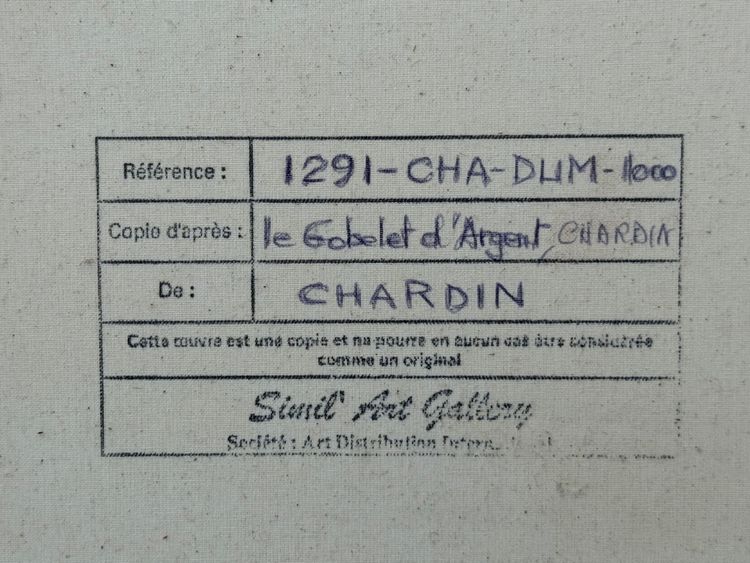 Référence : 1291-CHA-DUM-1000
Copie d'après : le Gobelet d'Argent, CHARDIN
De : CHARDIN
Cette œuvre est une copie et ne pourra en aucun cas être considérée
comme un original
Simil' Art Gallery
Société : Art Distribution